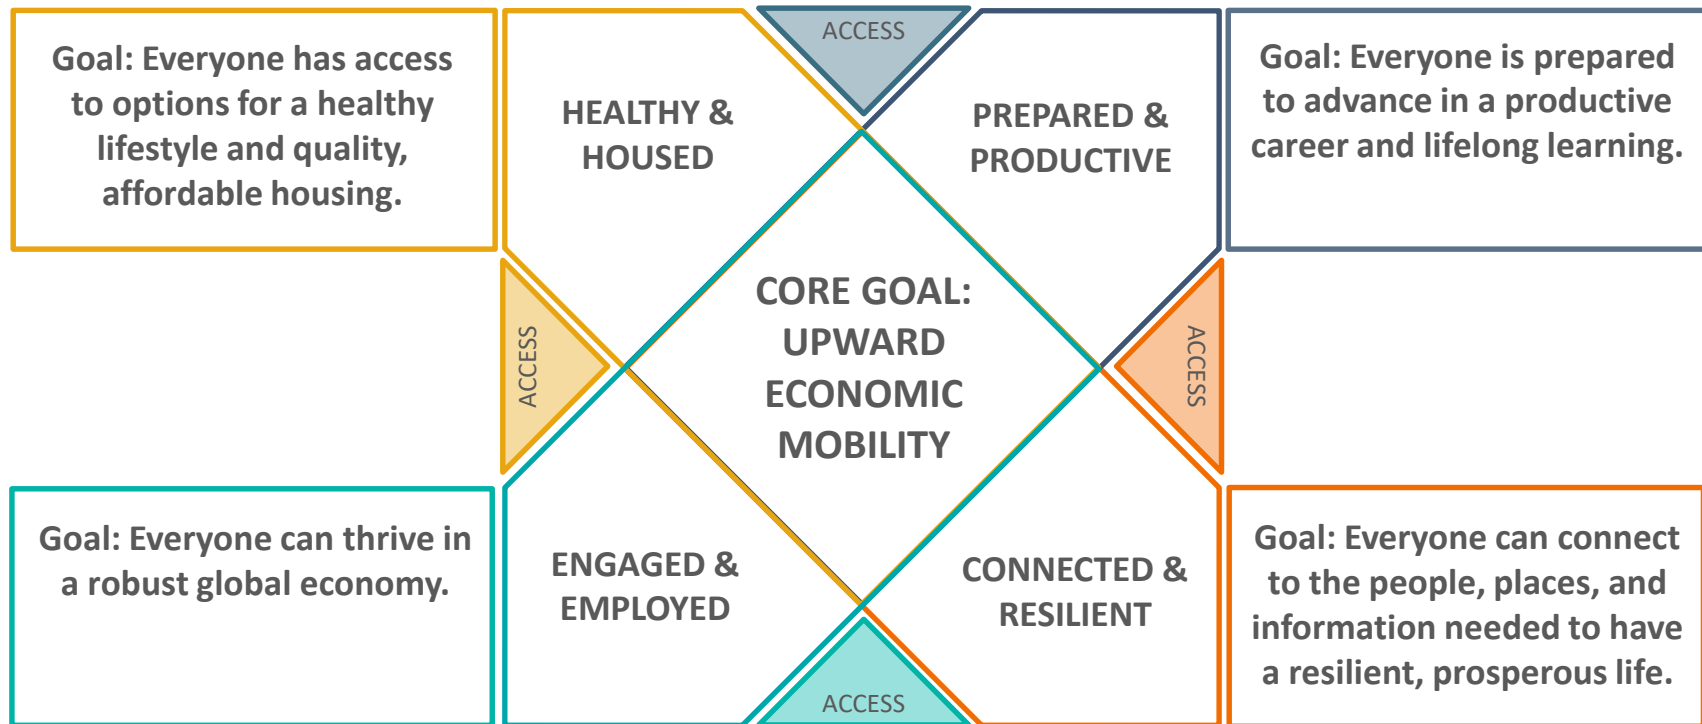 ACCESS
Goal: Everyone has access
to options for a healthy
lifestyle and quality,
affordable housing.
HEALTHY &
HOUSED
PREPARED &
PRODUCTIVE
Goal: Everyone is prepared
to advance in a productive
career and lifelong learning.
ACCESS
CORE GOAL:
UPWARD
ECONOMIC
MOBILITY
ACCESS
Goal: Everyone can thrive in
a robust global economy.
ENGAGED &
EMPLOYED
CONNECTED &
RESILIENT
Goal: Everyone can connect
to the people, places, and
information needed to have
a resilient, prosperous life.
ACCESS